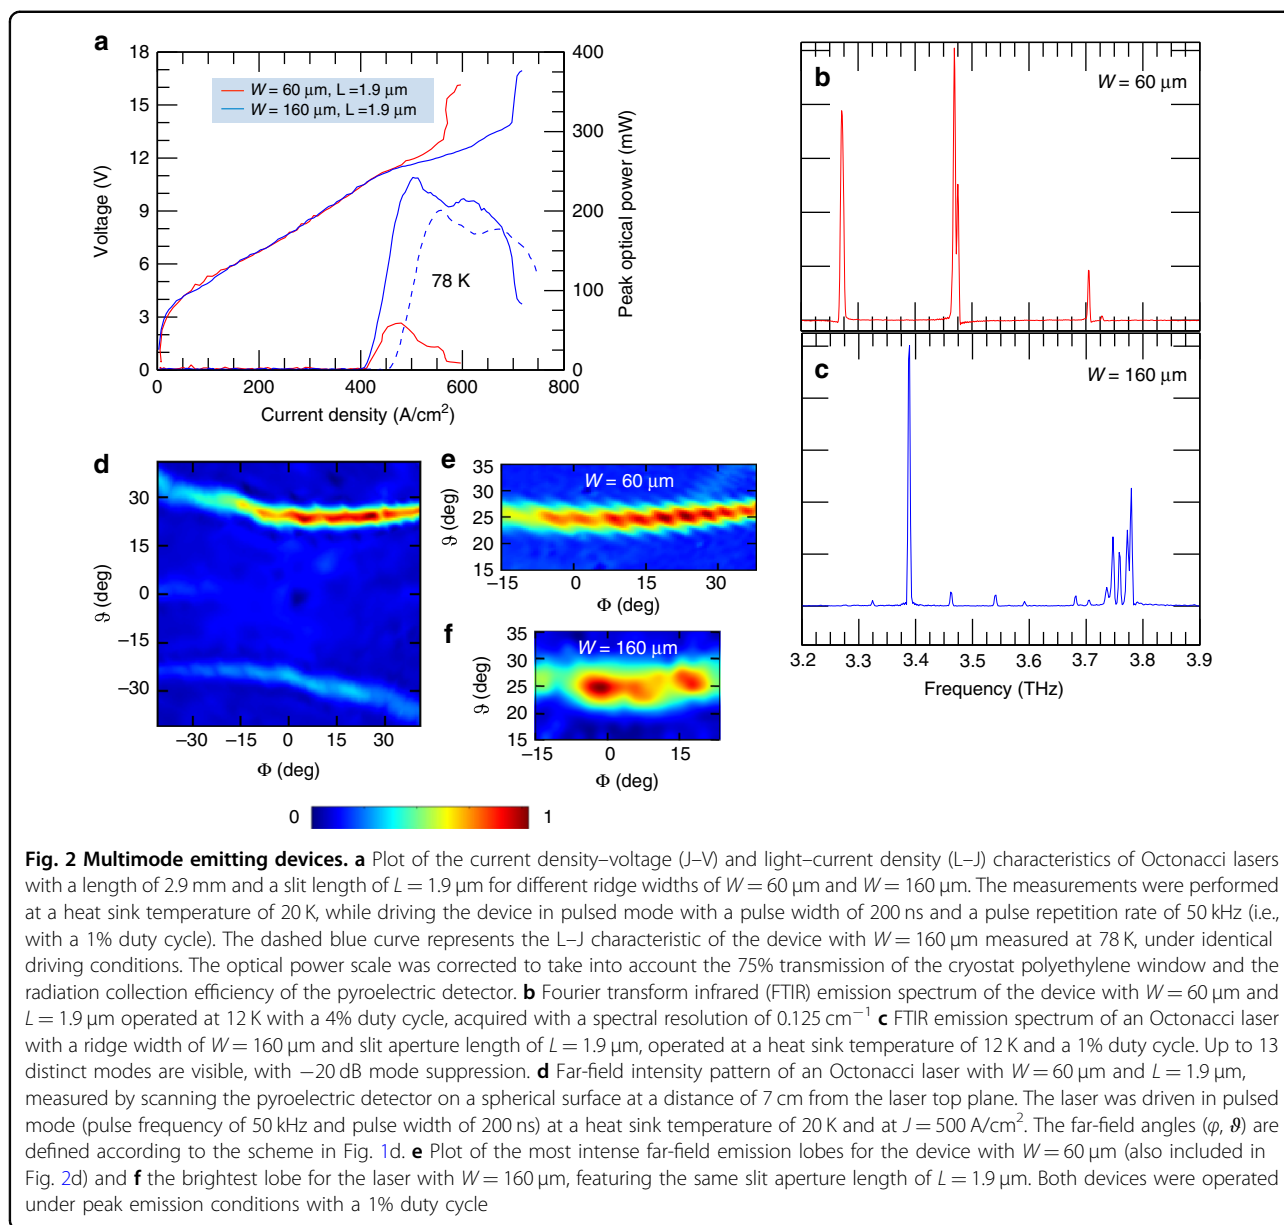 a
18
15
12
9
6
3
0
Voltage (V)
W = 60 μm, L =1.9 μm
W = 160 μm, L =1.9 μm
78 K
400
300
200
100
0
Peak optical power (mW)
0 200 400 600 800
Current density (A/cm²)
b
W = 60 μm
c
W = 160 μm
3.2 3.3 3.4 3.5 3.6 3.7 3.8 3.9
Frequency (THz)
d
30
15
0
−15
−30
ϑ (deg)
−30 −15 0 15 30
Φ (deg)
e
W = 60 μm
35
30
25
20
15
ϑ (deg)
−15 0 15 30
Φ (deg)
f
W = 160 μm
35
30
25
20
15
ϑ (deg)
−15 0 15
Φ (deg)
0 1
Fig. 2 Multimode emitting devices. a Plot of the current density–voltage (J–V) and light–current density (L–J) characteristics of Octonacci lasers
with a length of 2.9 mm and a slit length of L = 1.9 μm for different ridge widths of W = 60 μm and W = 160 μm. The measurements were performed
at a heat sink temperature of 20 K, while driving the device in pulsed mode with a pulse width of 200 ns and a pulse repetition rate of 50 kHz (i.e.,
with a 1% duty cycle). The dashed blue curve represents the L–J characteristic of the device with W = 160 μm measured at 78 K, under identical
driving conditions. The optical power scale was corrected to take into account the 75% transmission of the cryostat polyethylene window and the
radiation collection efficiency of the pyroelectric detector. b Fourier transform infrared (FTIR) emission spectrum of the device with W = 60 μm and
L = 1.9 μm operated at 12 K with a 4% duty cycle, acquired with a spectral resolution of 0.125 cm⁻¹ c FTIR emission spectrum of an Octonacci laser
with a ridge width of W = 160 μm and slit aperture length of L = 1.9 μm, operated at a heat sink temperature of 12 K and a 1% duty cycle. Up to 13
distinct modes are visible, with −20 dB mode suppression. d Far-field intensity pattern of an Octonacci laser with W = 60 μm and L = 1.9 μm,
measured by scanning the pyroelectric detector on a spherical surface at a distance of 7 cm from the laser top plane. The laser was driven in pulsed
mode (pulse frequency of 50 kHz and pulse width of 200 ns) at a heat sink temperature of 20 K and at J = 500 A/cm². The far-field angles (φ, ϑ) are
defined according to the scheme in Fig. 1d. e Plot of the most intense far-field emission lobes for the device with W = 60 μm (also included in
Fig. 2d) and f the brightest lobe for the laser with W = 160 μm, featuring the same slit aperture length of L = 1.9 μm. Both devices were operated
under peak emission conditions with a 1% duty cycle